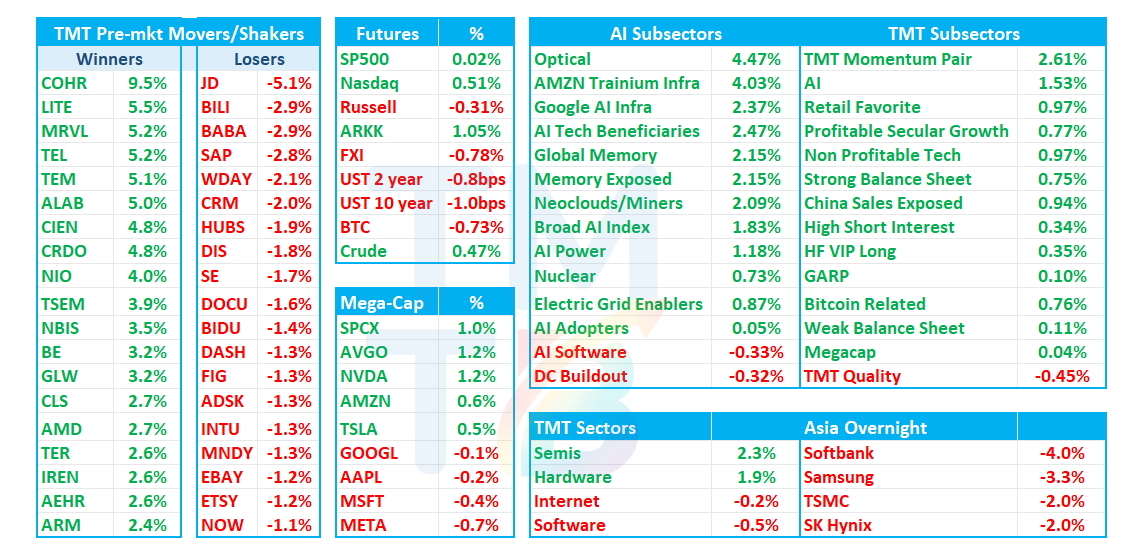 TMT Pre-mkt Movers/Shakers
Winners Losers
COHR 9.5% JD -5.1%
LITE 5.5% BILI -2.9%
MRVL 5.2% BABA -2.9%
TEL 5.2% SAP -2.8%
TEM 5.1% WDAY -2.1%
ALAB 5.0% CRM -2.0%
CIEN 4.8% HUBS -1.9%
CRDO 4.8% DIS -1.8%
NIO 4.0% SE -1.7%
TSEM 3.9% DOCU -1.6%
NBIS 3.5% BIDU -1.4%
BE 3.2% DASH -1.3%
GLW 3.2% FIG -1.3%
CLS 2.7% ADSK -1.3%
AMD 2.7% INTU -1.3%
TER 2.6% MNDY -1.3%
IREN 2.6% EBAY -1.2%
AEHR 2.6% ETSY -1.2%
ARM 2.4% NOW -1.1%
Futures %
SP500 0.02%
Nasdaq 0.51%
Russell -0.31%
ARKK 1.05%
FXI -0.78%
UST 2 year -0.8bps
UST 10 year -1.0bps
BTC -0.73%
Crude 0.47%
Mega-Cap %
SPCX 1.0%
AVGO 1.2%
NVDA 1.2%
AMZN 0.6%
TSLA 0.5%
GOOGL -0.1%
AAPL -0.2%
MSFT -0.4%
META -0.7%
AI Subsectors TMT Subsectors
Optical 4.47% TMT Momentum Pair 2.61%
AMZN Trainium Infra 4.03% AI 1.53%
Google AI Infra 2.37% Retail Favorite 0.97%
AI Tech Beneficiaries 2.47% Profitable Secular Growth 0.77%
Global Memory 2.15% Non Profitable Tech 0.97%
Memory Exposed 2.15% Strong Balance Sheet 0.75%
Neoclouds/Miners 2.09% China Sales Exposed 0.94%
Broad AI Index 1.83% High Short Interest 0.34%
AI Power 1.18% HF VIP Long 0.35%
Nuclear 0.73% GARP 0.10%
Electric Grid Enablers 0.87% Bitcoin Related 0.76%
AI Adopters 0.05% Weak Balance Sheet 0.11%
AI Software -0.33% Megacap 0.04%
DC Buildout -0.32% TMT Quality -0.45%
TMT Sectors Asia Overnight
Semis 2.3% Softbank -4.0%
Hardware 1.9% Samsung -3.3%
Internet -0.2% TSMC -2.0%
Software -0.5% SK Hynix -2.0%
TM
TB